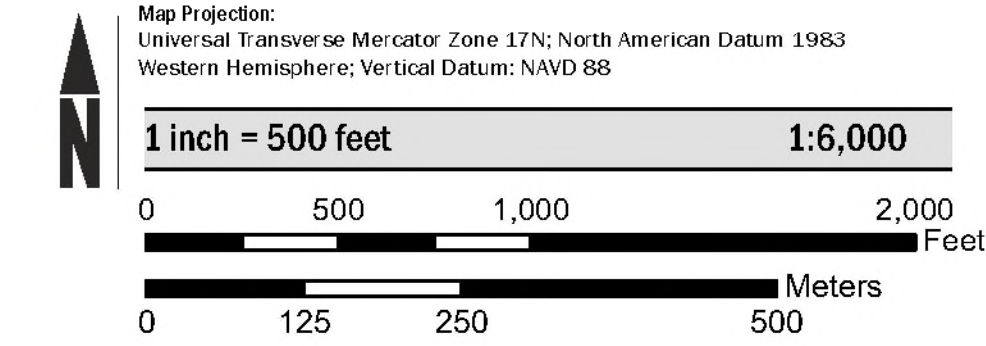 Map Projection:
Universal Transverse Mercator Zone 17N; North American Datum 1983
Western Hemisphere; Vertical Datum: NAVD 88
N
1 inch = 500 feet 1:6,000
0 500 1,000 2,000
Feet
Meters
0 125 250 500